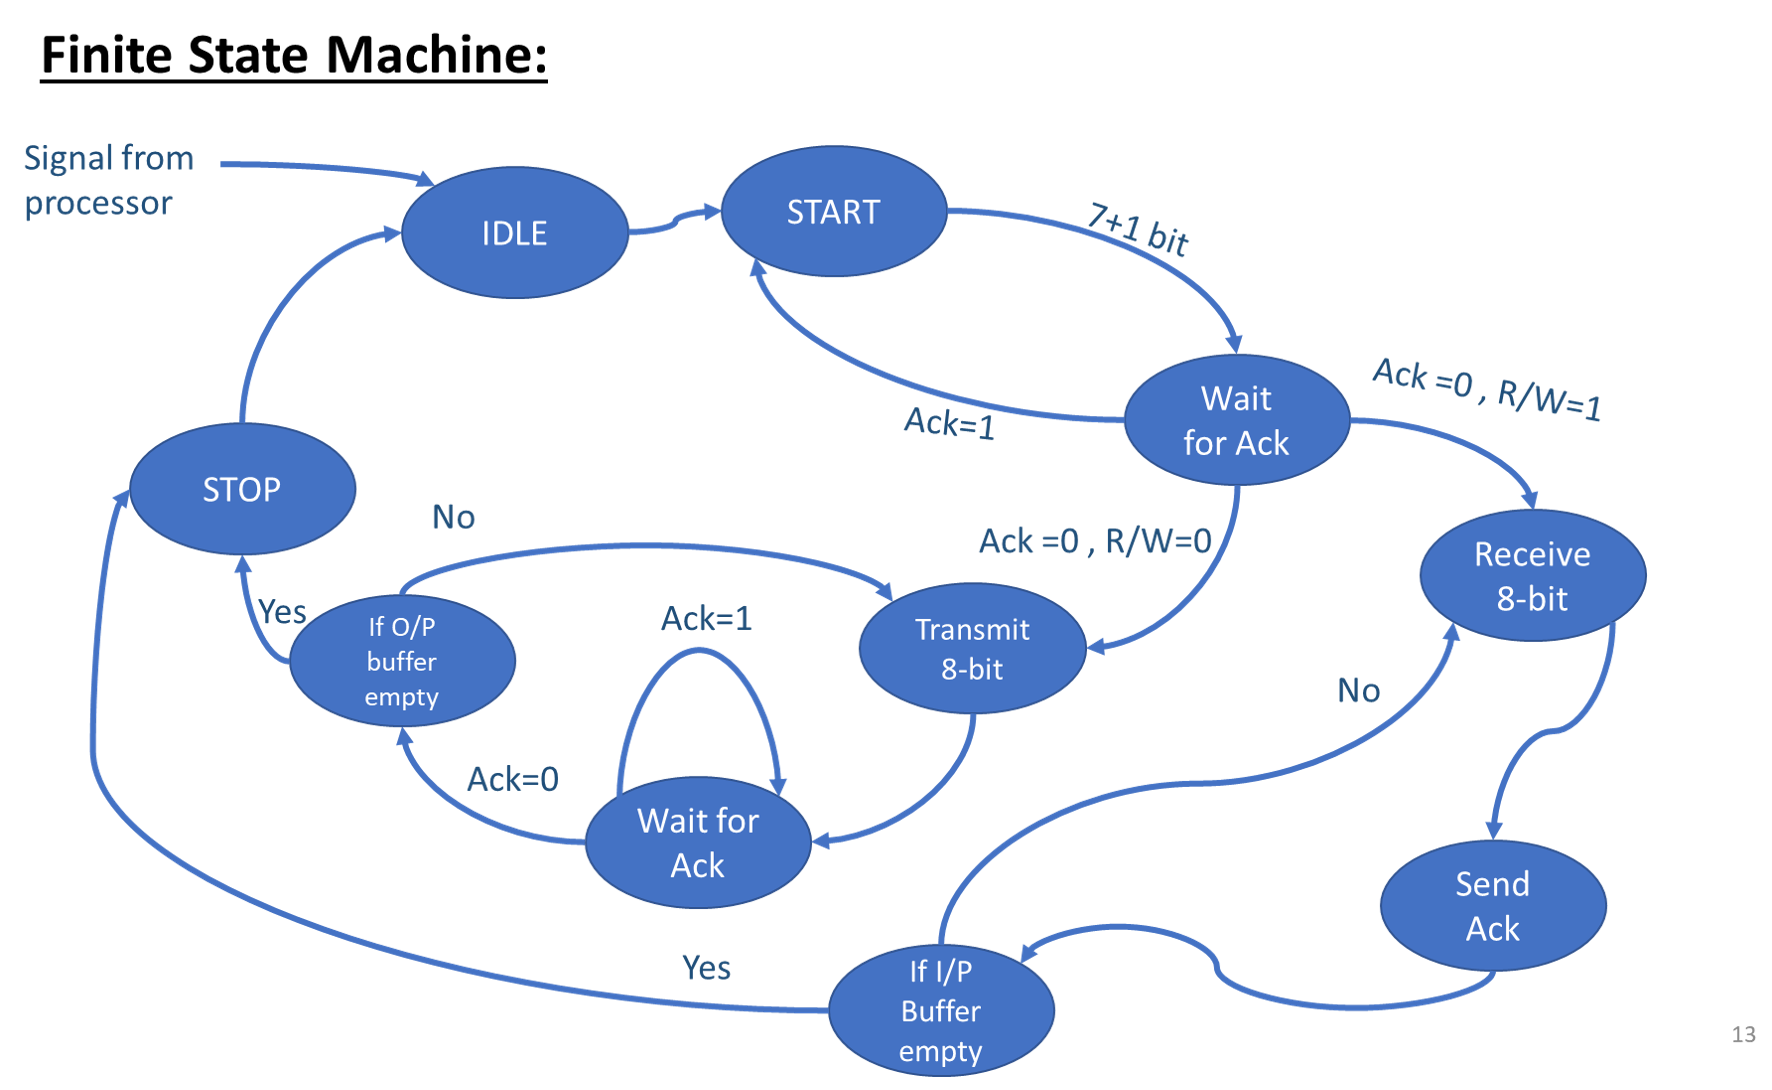 Finite State Machine:
Signal from
processor
IDLE
START
7+1 bit
Wait
for Ack
Ack =0 , R/W=1
Ack=1
STOP
No
Ack =0 , R/W=0
Receive
8-bit
Yes
If O/P
buffer
empty
Ack=1
Transmit
8-bit
No
Ack=0
Wait for
Ack
Send
Ack
Yes
If I/P
Buffer
empty
13